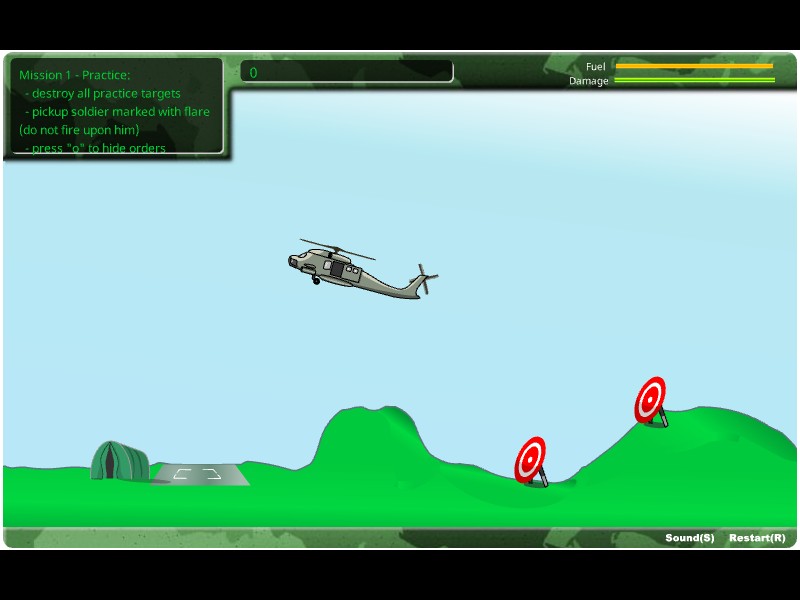 Mission 1 - Practice:
- destroy all practice targets
- pickup soldier marked with flare
(do not fire upon him)
- press "o" to hide orders
0
Fuel
Damage
Sound(S) Restart(R)